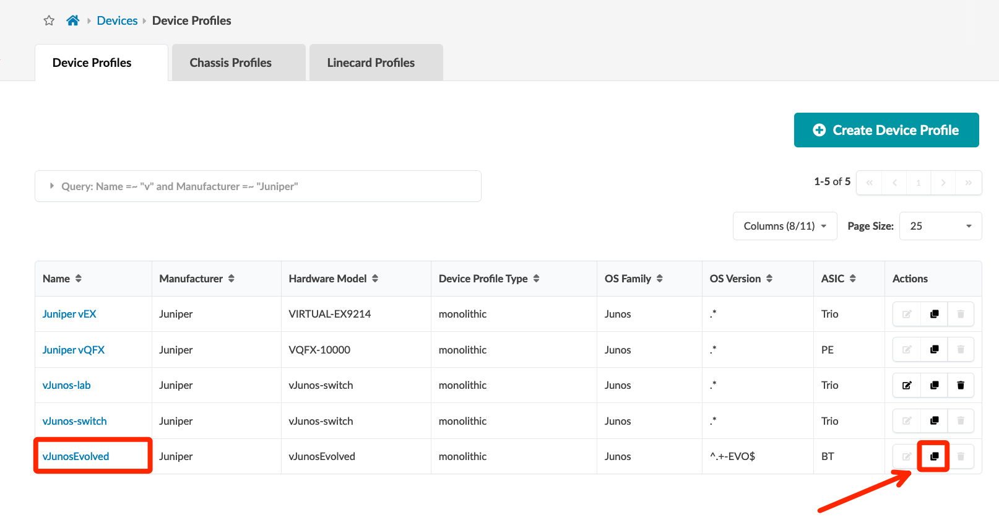 Devices Device Profiles
Device Profiles Chassis Profiles Linecard Profiles
Create Device Profile
Query: Name =~ "v" and Manufacturer =~ "Juniper"
1-5 of 5 « ‹ 1 › »
Columns (8/11) Page Size: 25
Name Manufacturer Hardware Model Device Profile Type OS Family OS Version ASIC Actions
Juniper vEX Juniper VIRTUAL-EX9214 monolithic Junos .* Trio
Juniper vQFX Juniper VQFX-10000 monolithic Junos .* PE
vJunos-lab Juniper vJunos-switch monolithic Junos .* Trio
vJunos-switch Juniper vJunos-switch monolithic Junos .* Trio
vJunosEvolved Juniper vJunosEvolved monolithic Junos ^.+-EVO$ BT